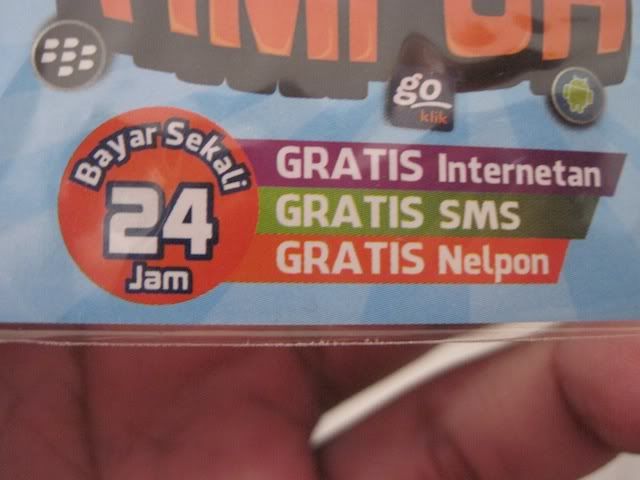 go
klik
Bayar Sekali
24
Jam
GRATIS Internetan
GRATIS SMS
GRATIS Nelpon